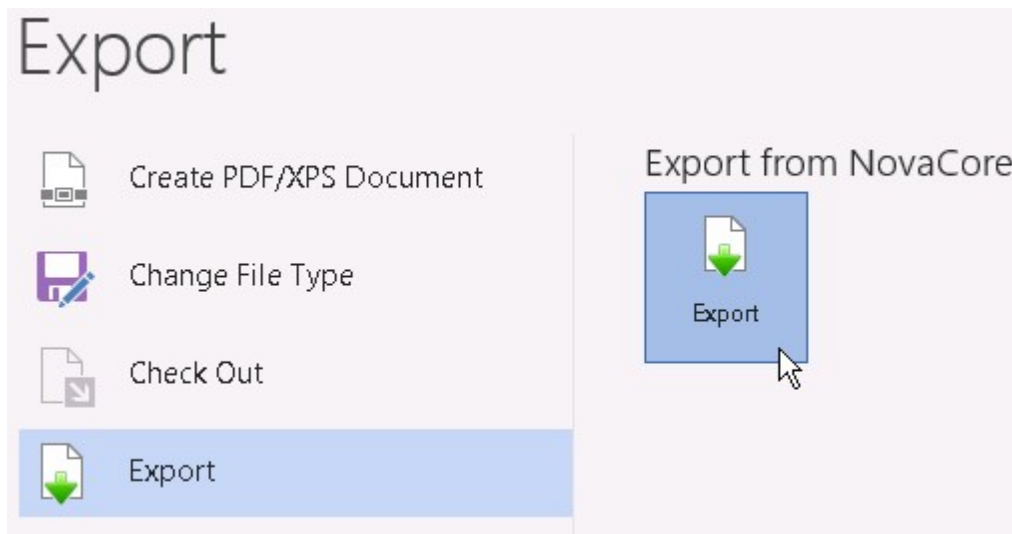 Export
Create PDF/XPS Document
Change File Type
Check Out
Export
Export from NovaCore
Export